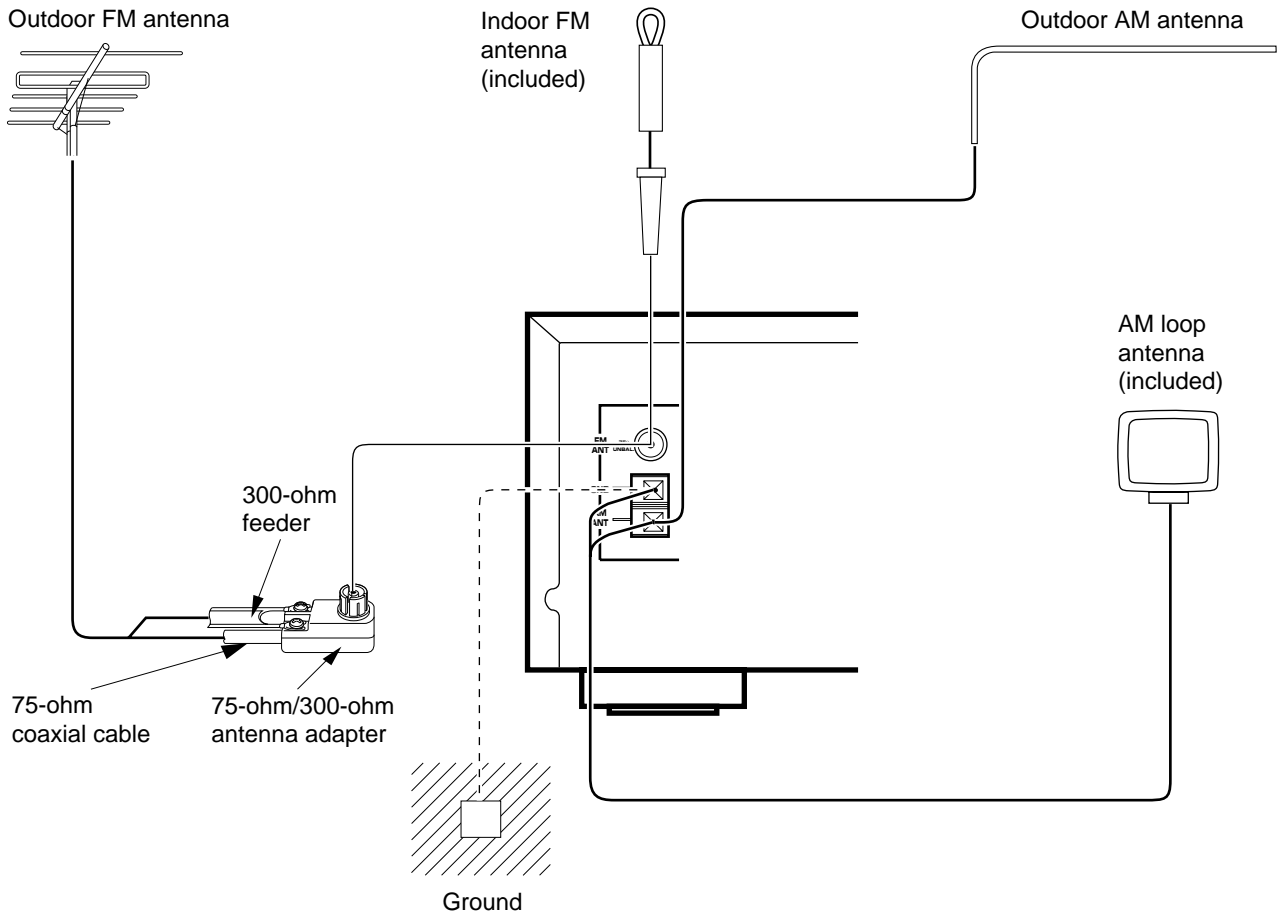 Outdoor FM antenna
Indoor FM
antenna
(included)
Outdoor AM antenna
AM loop
antenna
(included)
FM
ANT
UNBAL.
ANT
300-ohm
feeder
75-ohm
coaxial cable
75-ohm/300-ohm
antenna adapter
Ground